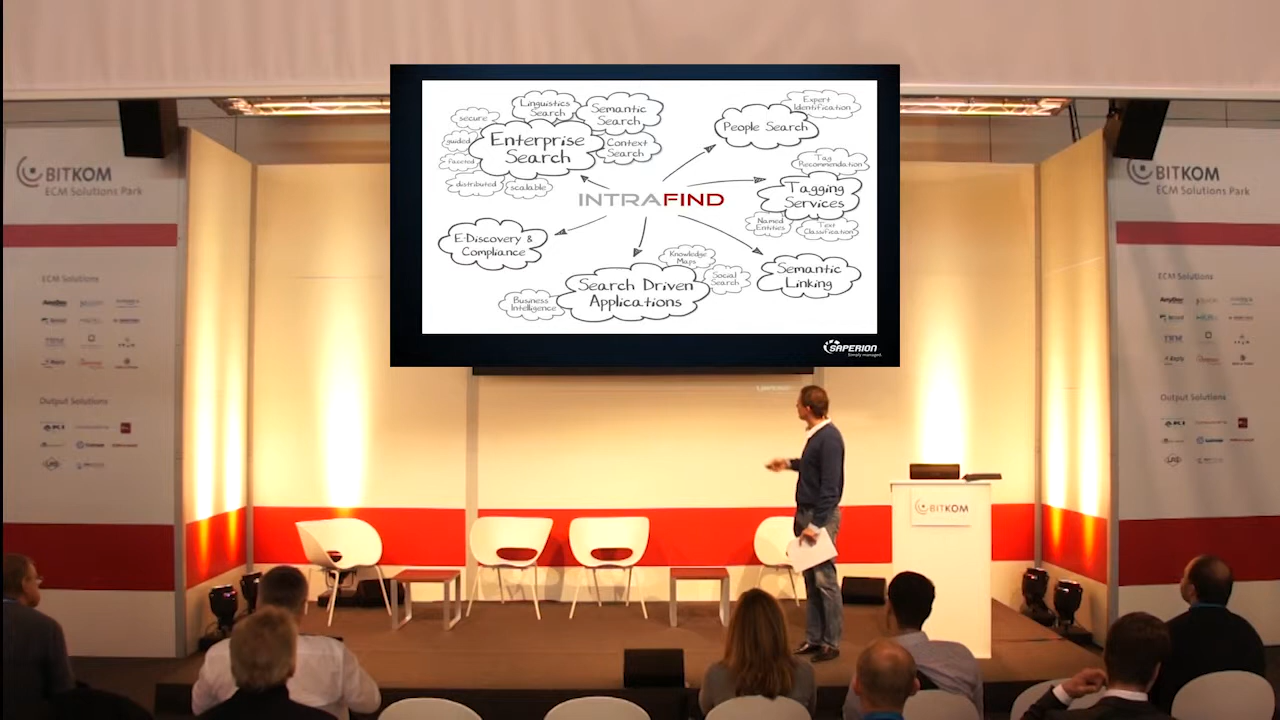 Linguistics
Search
Semantic
Search
secure
guided
faceted
distributed
scalable
Enterprise
Search
Context
Search
People Search
Expert
Identification
Tag
Recommendation
Tagging
Services
Named
Entities
Text
Classification
INTRAFIND
E-Discovery &
Compliance
Knowledge
Maps
Social
Search
Search Driven
Applications
Business
Intelligence
Semantic
Linking
SAPERION
Simply managed.
BITKOM
ECM Solutions Park
ECM Solutions
Output Solutions
BITKOM
ECM Solutions Park
ECM Solutions
Output Solutions
BITKOM